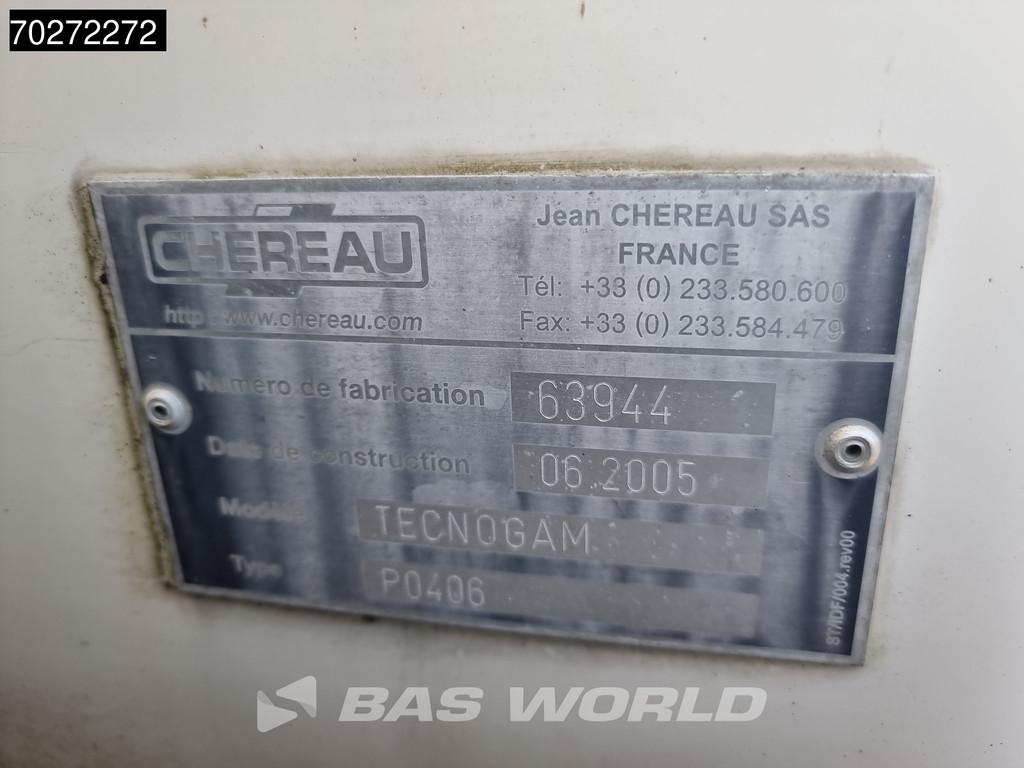 70272272
CHEREAU
http://www.chereau.com
Jean CHEREAU SAS
FRANCE
Tél: +33 (0) 233.580.600
Fax: +33 (0) 233.584.479
Numéro de fabrication 63944
Date de construction 06.2005
Modèle TECNOGAM
Type P0406
ST/IDF/004.rev00
BAS WORLD